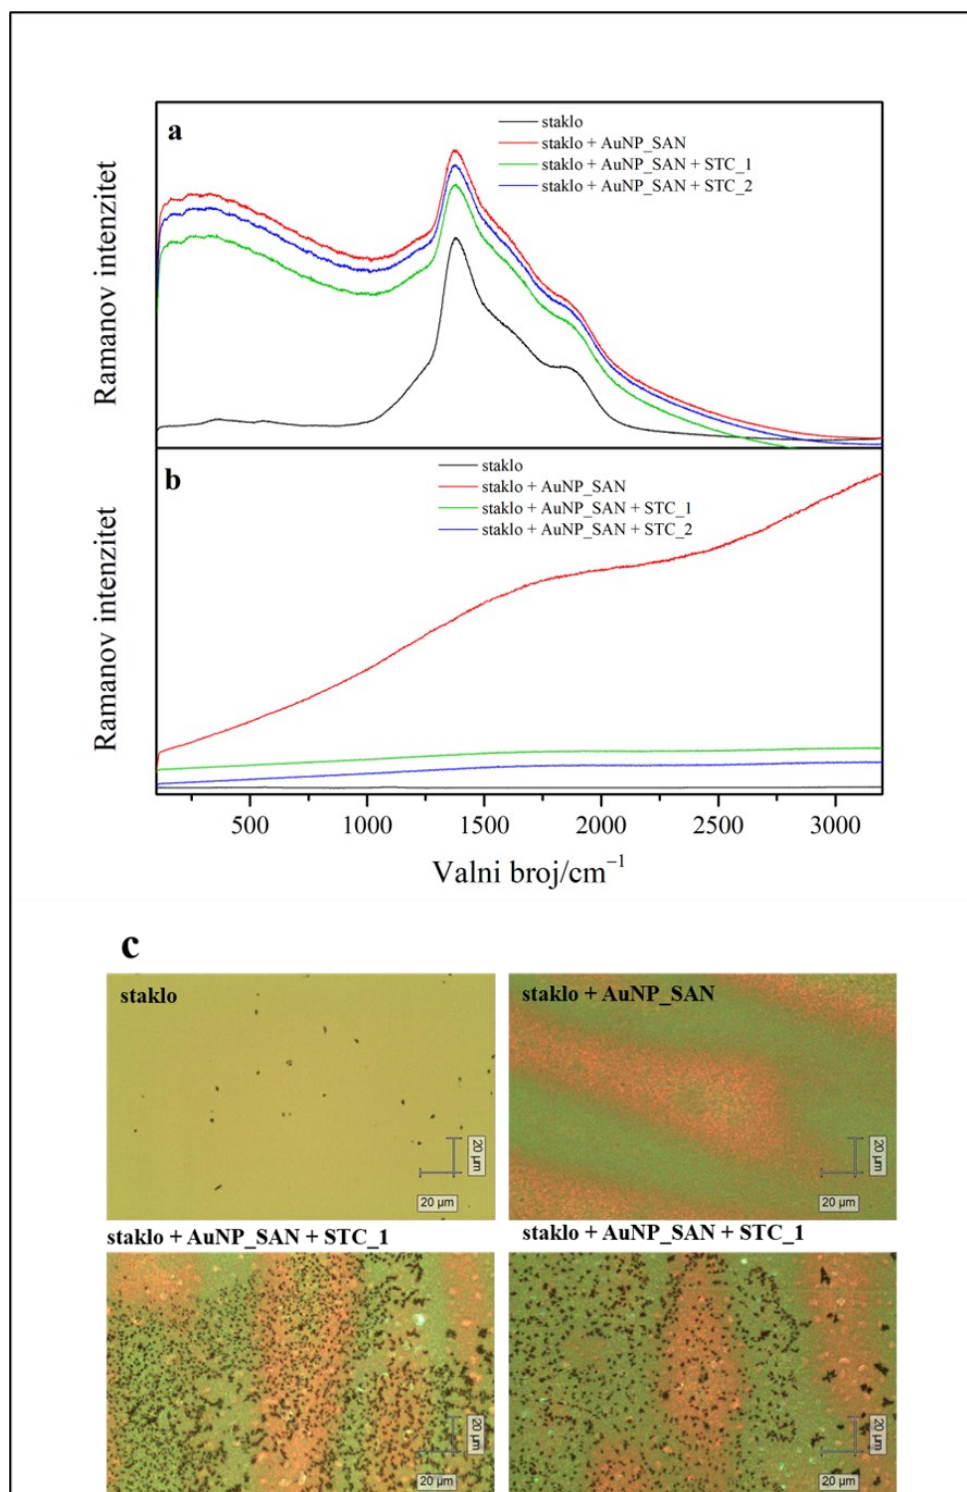 a
staklo
staklo + AuNP_SAN
staklo + AuNP_SAN + STC_1
staklo + AuNP_SAN + STC_2
Ramanov intenzitet
b
staklo
staklo + AuNP_SAN
staklo + AuNP_SAN + STC_1
staklo + AuNP_SAN + STC_2
Ramanov intenzitet
500 1000 1500 2000 2500 3000
Valni broj/cm⁻¹
c
staklo
20 µm
20 µm
staklo + AuNP_SAN
20 µm
20 µm
staklo + AuNP_SAN + STC_1
20 µm
20 µm
staklo + AuNP_SAN + STC_1
20 µm
20 µm